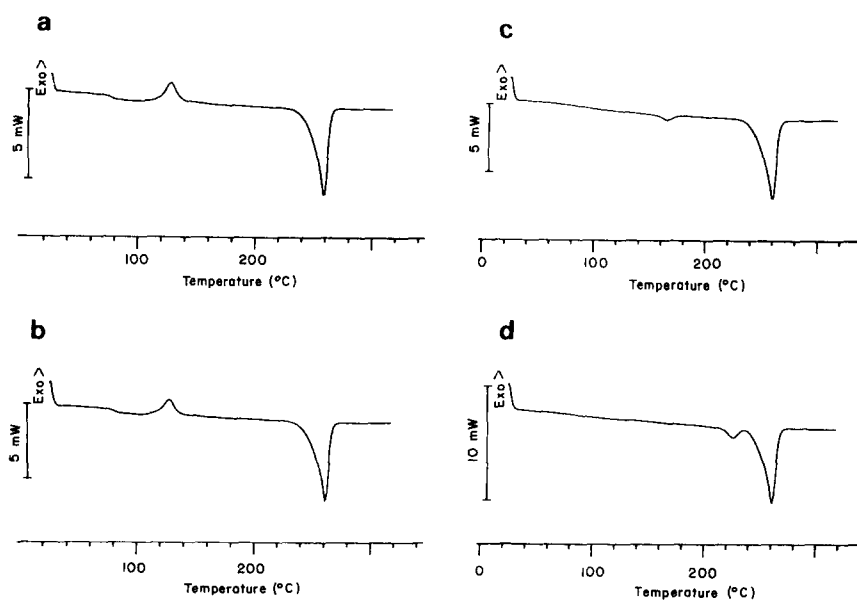 a
Exo >
5 mW
100 200
Temperature (°C)
b
Exo >
5 mW
100 200
Temperature (°C)
c
Exo >
5 mW
0 100 200
Temperature (°C)
d
Exo >
10 mW
0 100 200
Temperature (°C)